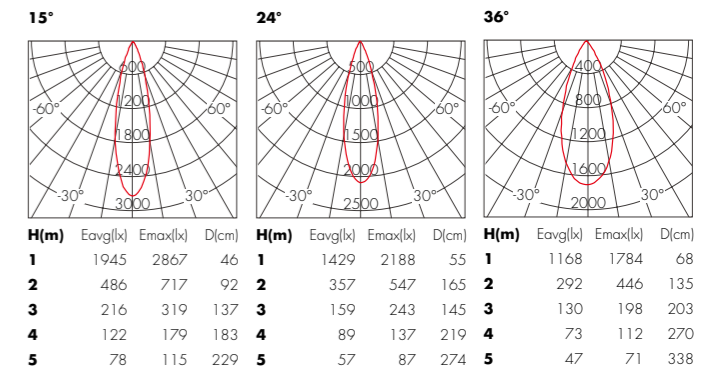 15°
600
1200
1800
2400
3000
-60°
60°
-30°
30°
H(m) Eavg(lx) Emax(lx) D(cm)
1 1945 2867 46
2 486 717 92
3 216 319 137
4 122 179 183
5 78 115 229
24°
500
1000
1500
2000
2500
-60°
60°
-30°
30°
H(m) Eavg(lx) Emax(lx) D(cm)
1 1429 2188 55
2 357 547 165
3 159 243 145
4 89 137 219
5 57 87 274
36°
400
800
1200
1600
2000
-60°
60°
-30°
30°
H(m) Eavg(lx) Emax(lx) D(cm)
1 1168 1784 68
2 292 446 135
3 130 198 203
4 73 112 270
5 47 71 338